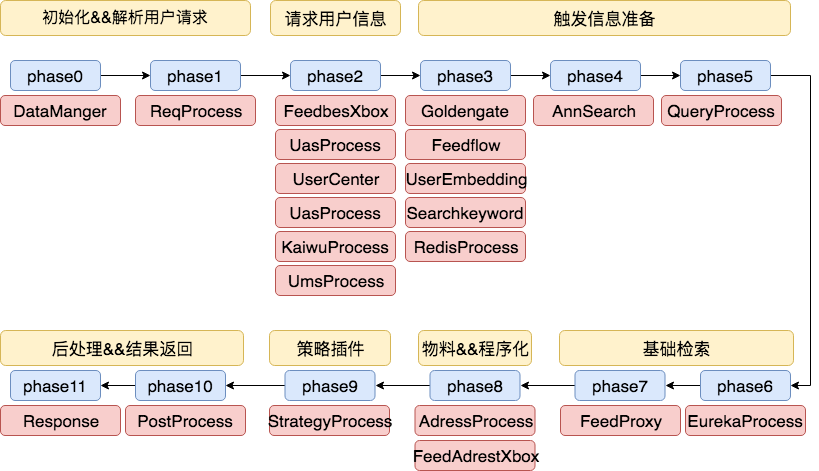 初始化&&解析用户请求
请求用户信息
触发信息准备
phase0
phase1
phase2
phase3
phase4
phase5
DataManger
ReqProcess
FeedbesXbox
Goldengate
AnnSearch
QueryProcess
UasProcess
Feedflow
UserCenter
UserEmbedding
UasProcess
Searchkeyword
KaiwuProcess
RedisProcess
UmsProcess
后处理&&结果返回
策略插件
物料&&程序化
基础检索
phase11
phase10
phase9
phase8
phase7
phase6
Response
PostProcess
StrategyProcess
AdressProcess
FeedProxy
EurekaProcess
FeedAdrestXbox